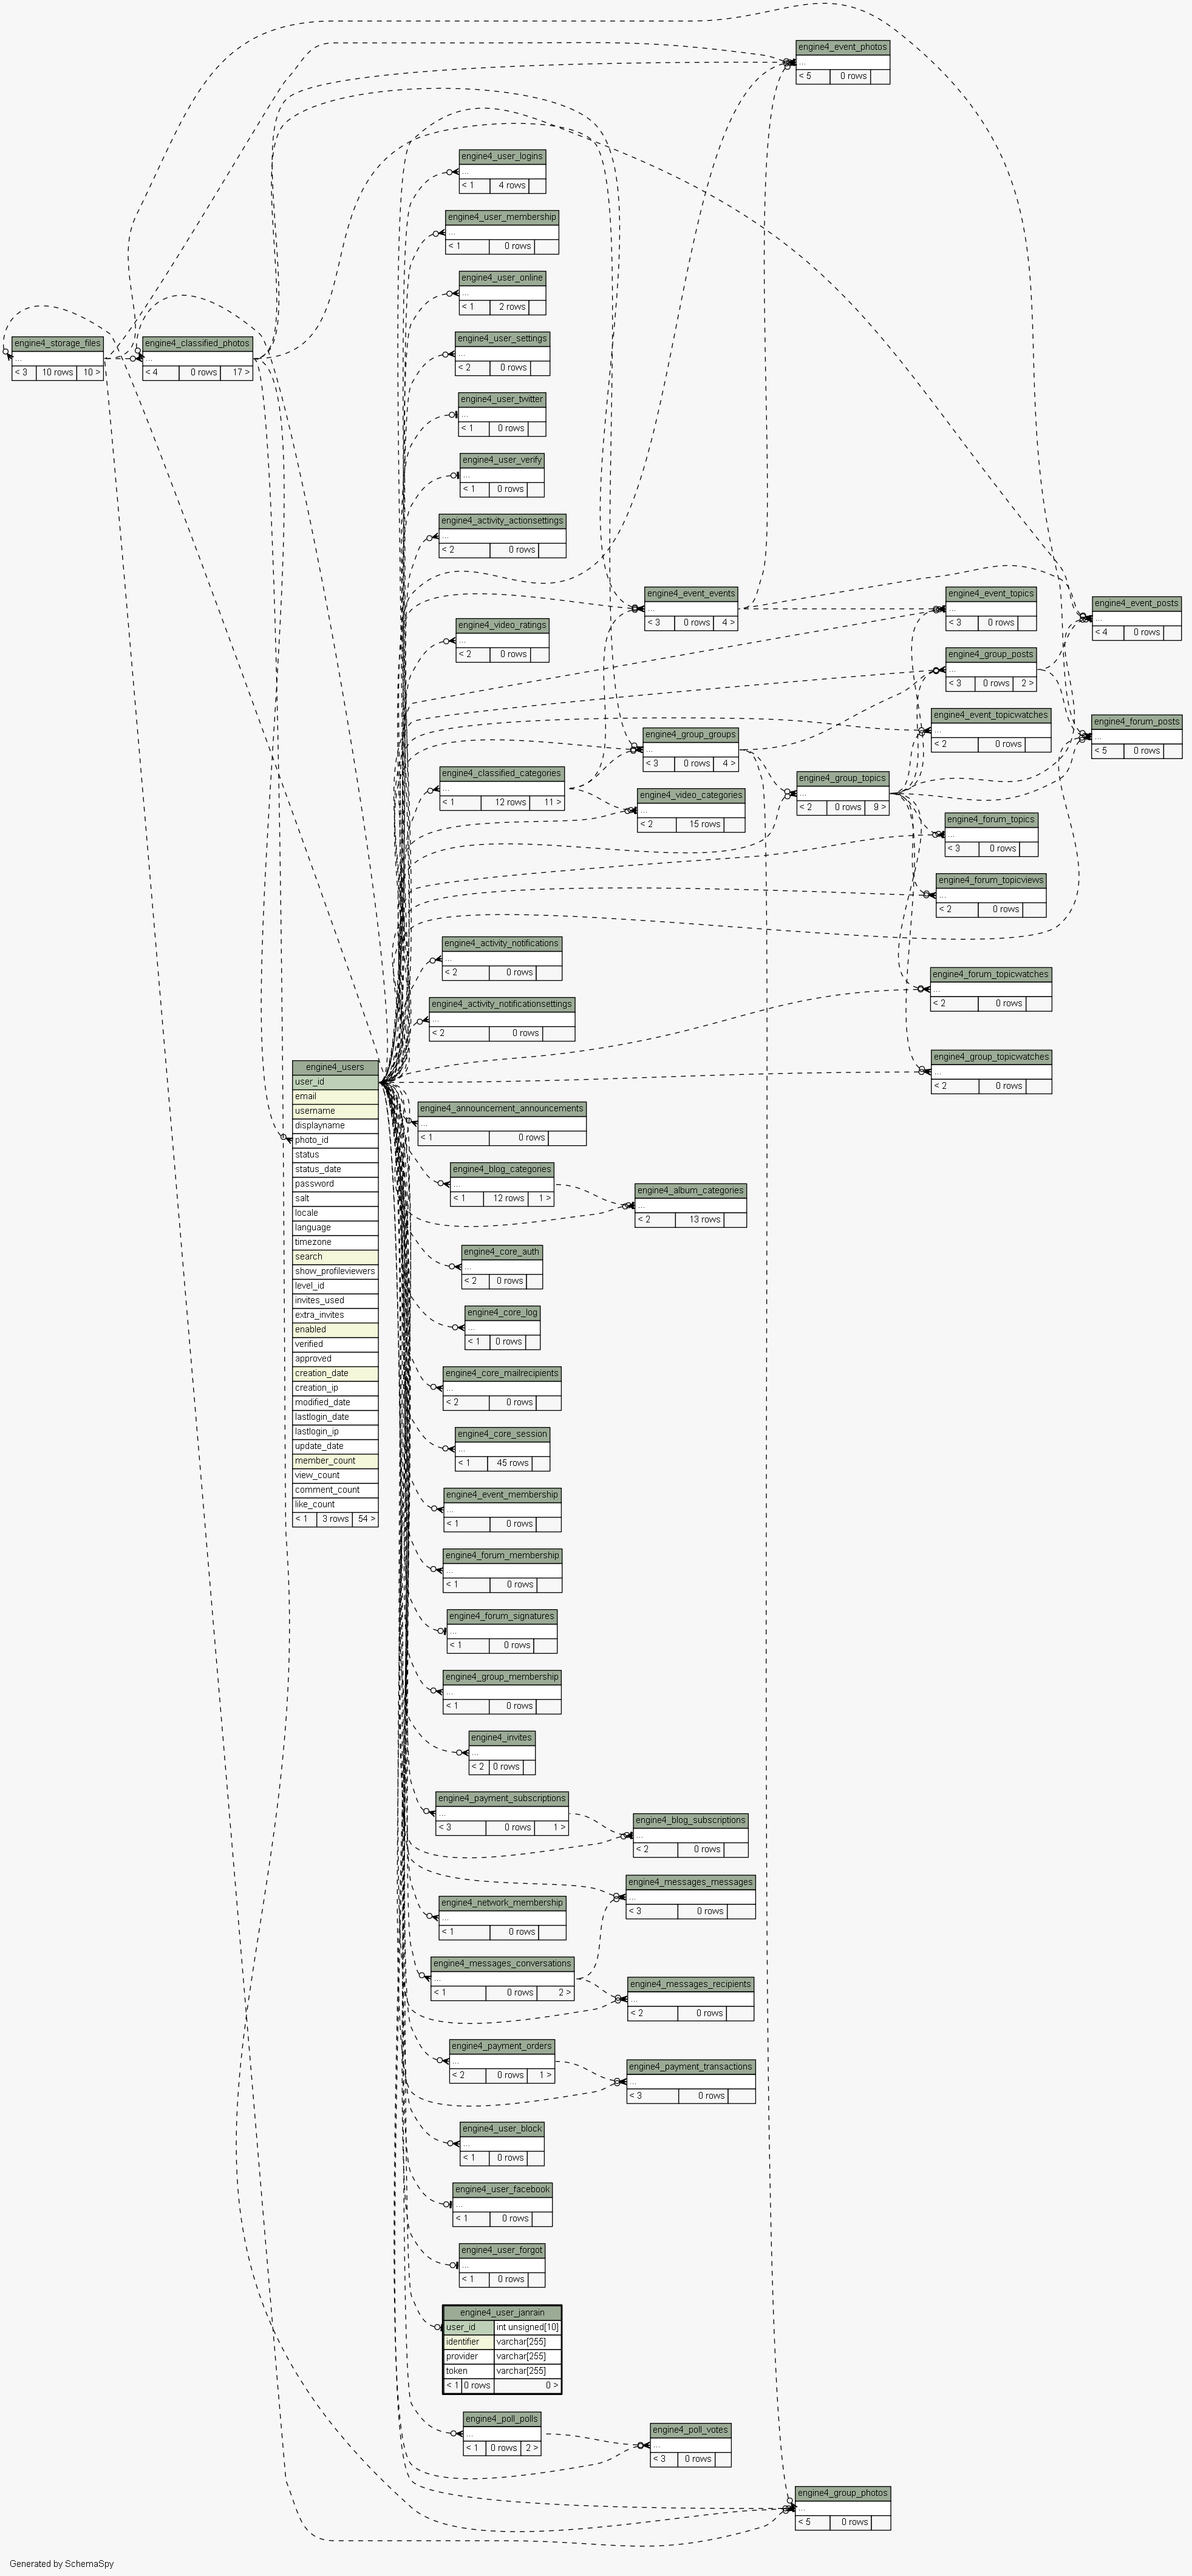 engine4_event_photos
...
< 5 0 rows
engine4_user_logins
...
< 1 4 rows
engine4_user_membership
...
< 1 0 rows
engine4_user_online
...
< 1 2 rows
engine4_storage_files
...
< 3 10 rows 10 >
engine4_classified_photos
...
< 4 0 rows 17 >
engine4_user_settings
...
< 2 0 rows
engine4_user_twitter
...
< 1 0 rows
engine4_user_verify
...
< 1 0 rows
engine4_activity_actionsettings
...
< 2 0 rows
engine4_event_events
...
< 3 0 rows 4 >
engine4_event_topics
...
< 3 0 rows
engine4_event_posts
...
< 4 0 rows
engine4_video_ratings
...
< 2 0 rows
engine4_group_posts
...
< 3 0 rows 2 >
engine4_event_topicwatches
...
< 2 0 rows
engine4_forum_posts
...
< 5 0 rows
engine4_group_groups
...
< 3 0 rows 4 >
engine4_classified_categories
...
< 1 12 rows 11 >
engine4_group_topics
...
< 2 0 rows 9 >
engine4_video_categories
...
< 2 15 rows
engine4_forum_topics
...
< 3 0 rows
engine4_forum_topicviews
...
< 2 0 rows
engine4_activity_notifications
...
< 2 0 rows
engine4_forum_topicwatches
...
< 2 0 rows
engine4_activity_notificationsettings
...
< 2 0 rows
engine4_group_topicwatches
...
< 2 0 rows
engine4_users
user_id
email
username
displayname
photo_id
status
status_date
password
salt
locale
language
timezone
search
show_profileviewers
level_id
invites_used
extra_invites
enabled
verified
approved
creation_date
creation_ip
modified_date
lastlogin_date
lastlogin_ip
update_date
member_count
view_count
comment_count
like_count
< 1 3 rows 54 >
engine4_announcement_announcements
...
< 1 0 rows
engine4_blog_categories
...
< 1 12 rows 1 >
engine4_album_categories
...
< 2 13 rows
engine4_core_auth
...
< 2 0 rows
engine4_core_log
...
< 1 0 rows
engine4_core_mailrecipients
...
< 2 0 rows
engine4_core_session
...
< 1 45 rows
engine4_event_membership
...
< 1 0 rows
engine4_forum_membership
...
< 1 0 rows
engine4_forum_signatures
...
< 1 0 rows
engine4_group_membership
...
< 1 0 rows
engine4_invites
...
< 2 0 rows
engine4_payment_subscriptions
...
< 3 0 rows 1 >
engine4_blog_subscriptions
...
< 2 0 rows
engine4_messages_messages
...
< 3 0 rows
engine4_network_membership
...
< 1 0 rows
engine4_messages_conversations
...
< 1 0 rows 2 >
engine4_messages_recipients
...
< 2 0 rows
engine4_payment_orders
...
< 2 0 rows 1 >
engine4_payment_transactions
...
< 3 0 rows
engine4_user_block
...
< 1 0 rows
engine4_user_facebook
...
< 1 0 rows
engine4_user_forgot
...
< 1 0 rows
engine4_user_janrain
user_id int unsigned[10]
identifier varchar[255]
provider varchar[255]
token varchar[255]
< 1 0 rows 0 >
engine4_poll_polls
...
< 1 0 rows 2 >
engine4_poll_votes
...
< 3 0 rows
engine4_group_photos
...
< 5 0 rows
Generated by SchemaSpy